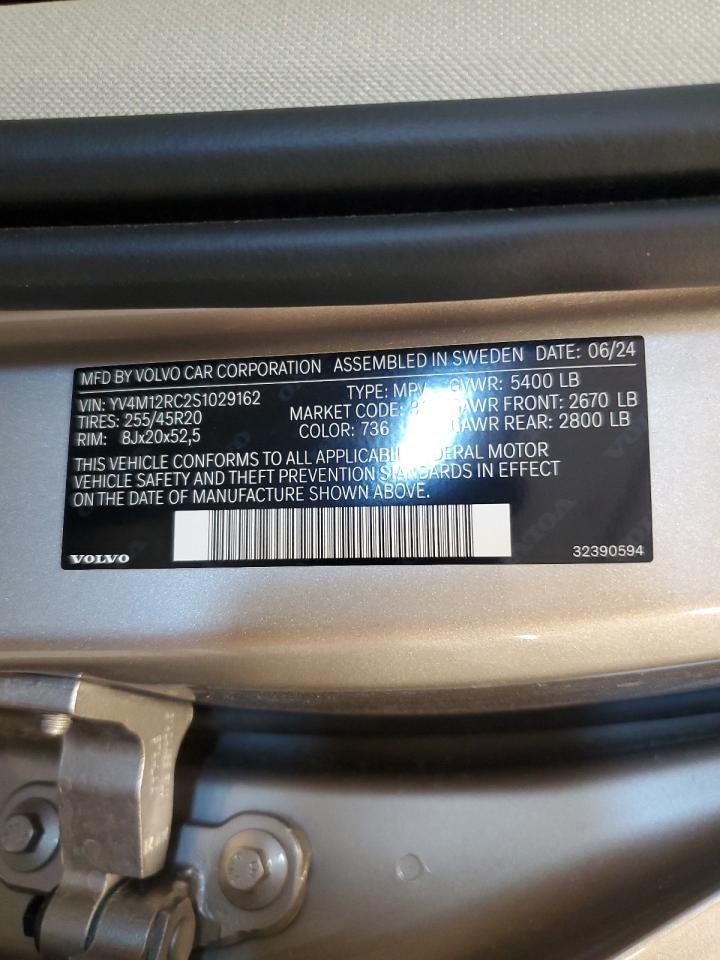 MFD BY VOLVO CAR CORPORATION ASSEMBLED IN SWEDEN DATE: 06/24
VIN: YV4M12RC2S1029162 TYPE: MPV GVWR: 5400 LB
TIRES: 255/45R20 MARKET CODE: GAWR FRONT: 2670 LB
RIM: 8Jx20x52,5 COLOR: 736 GAWR REAR: 2800 LB
THIS VEHICLE CONFORMS TO ALL APPLICABLE FEDERAL MOTOR
VEHICLE SAFETY AND THEFT PREVENTION STANDARDS IN EFFECT
ON THE DATE OF MANUFACTURE SHOWN ABOVE.
VOLVO 32390594